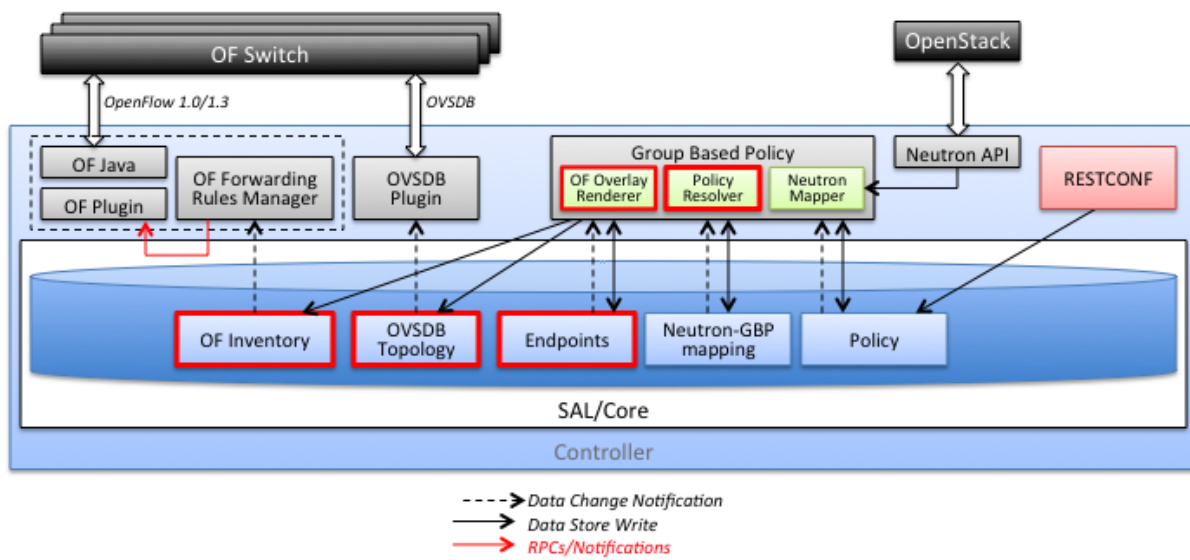 OF Switch
OpenStack
OpenFlow 1.0/1.3
OVSDB
OF Java
OF Plugin
OF Forwarding
Rules Manager
OVSDB
Plugin
Group Based Policy
OF Overlay
Renderer
Policy
Resolver
Neutron
Mapper
Neutron API
RESTCONF
OF Inventory
OVSDB
Topology
Endpoints
Neutron-GBP
mapping
Policy
SAL/Core
Controller
Data Change Notification
Data Store Write
RPCs/Notifications